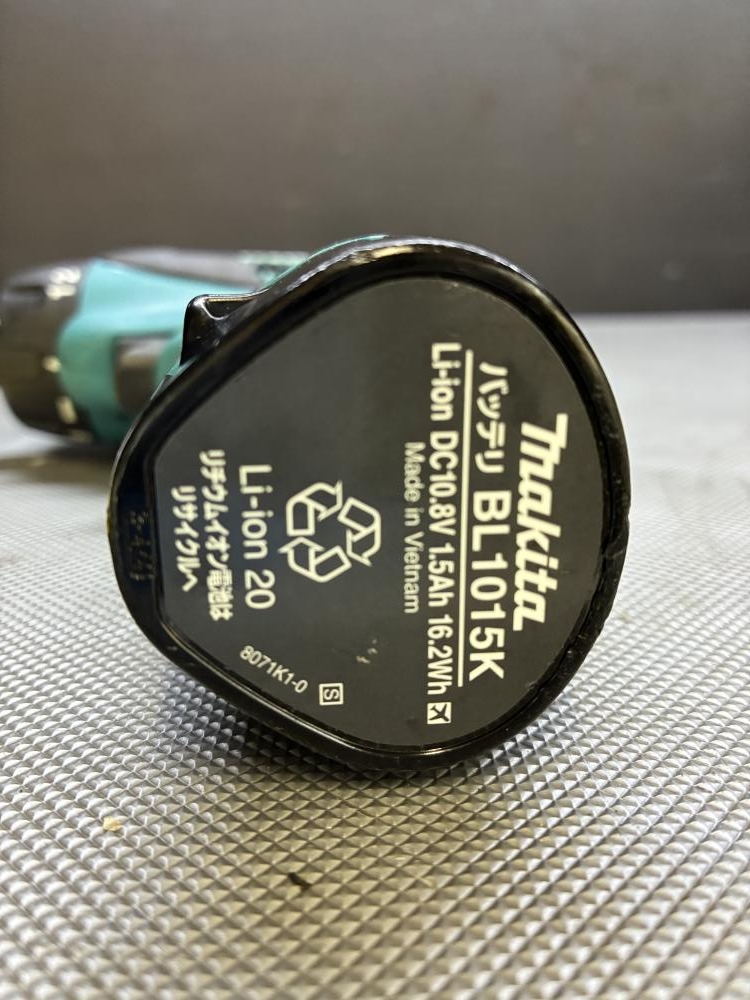 makita
バッテリ BL1015K
Li-ion DC10.8V 1.5Ah 16.2Wh
Made in Vietnam
Li-ion 20
リチウムイオン電池は
リサイクルへ
8071K1-0 S